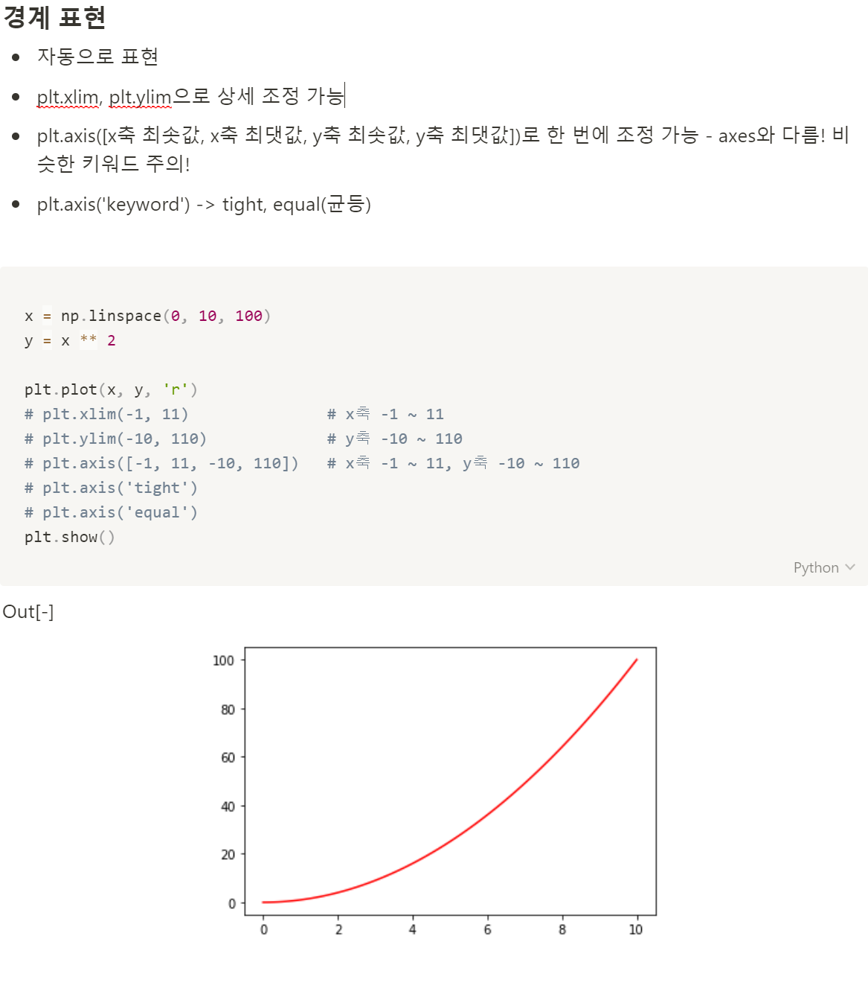 경계 표현
• 자동으로 표현
• plt.xlim, plt.ylim으로 상세 조정 가능
• plt.axis([x축 최솟값, x축 최댓값, y축 최솟값, y축 최댓값])로 한 번에 조정 가능 - axes와 다름! 비
슷한 키워드 주의!
• plt.axis('keyword') -> tight, equal(균등)
x = np.linspace(0, 10, 100)
y = x ** 2
plt.plot(x, y, 'r')
# plt.xlim(-1, 11)               # x축 -1 ~ 11
# plt.ylim(-10, 110)             # y축 -10 ~ 110
# plt.axis([-1, 11, -10, 110])   # x축 -1 ~ 11, y축 -10 ~ 110
# plt.axis('tight')
# plt.axis('equal')
plt.show()
Python
Out[-]
100
80
60
40
20
0
0 2 4 6 8 10